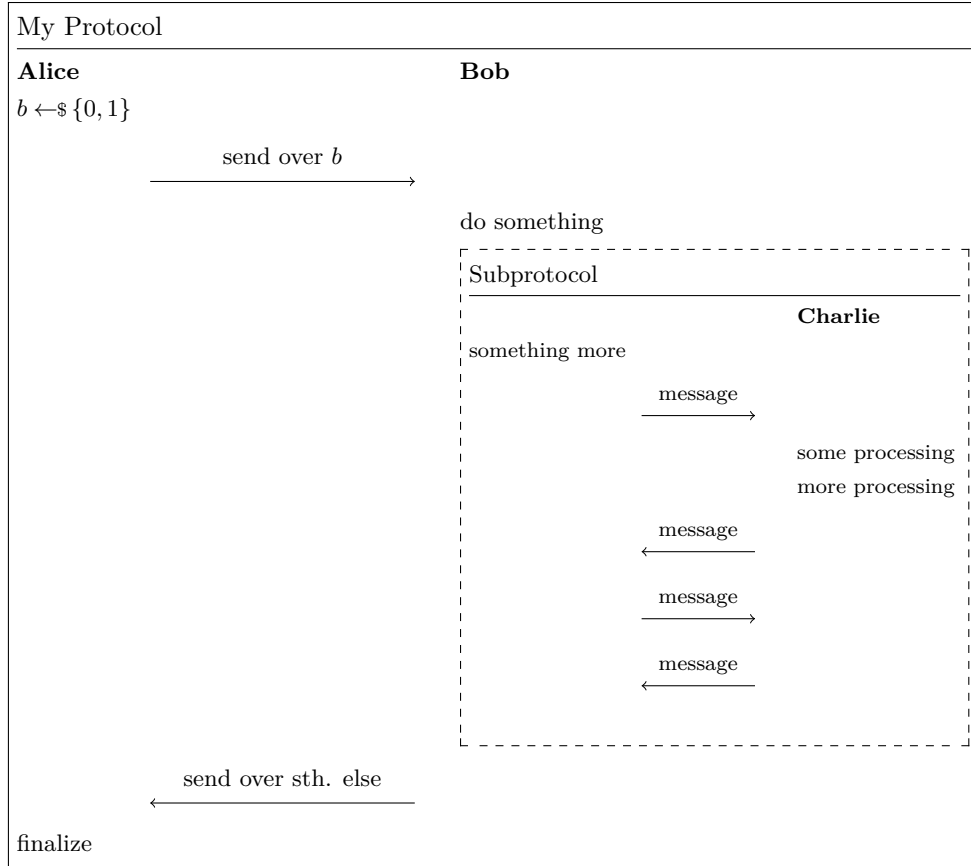 My Protocol
Alice Bob
b ←$ {0, 1}
send over b
do something
Subprotocol
Charlie
something more
message
some processing
more processing
message
message
message
send over sth. else
finalize